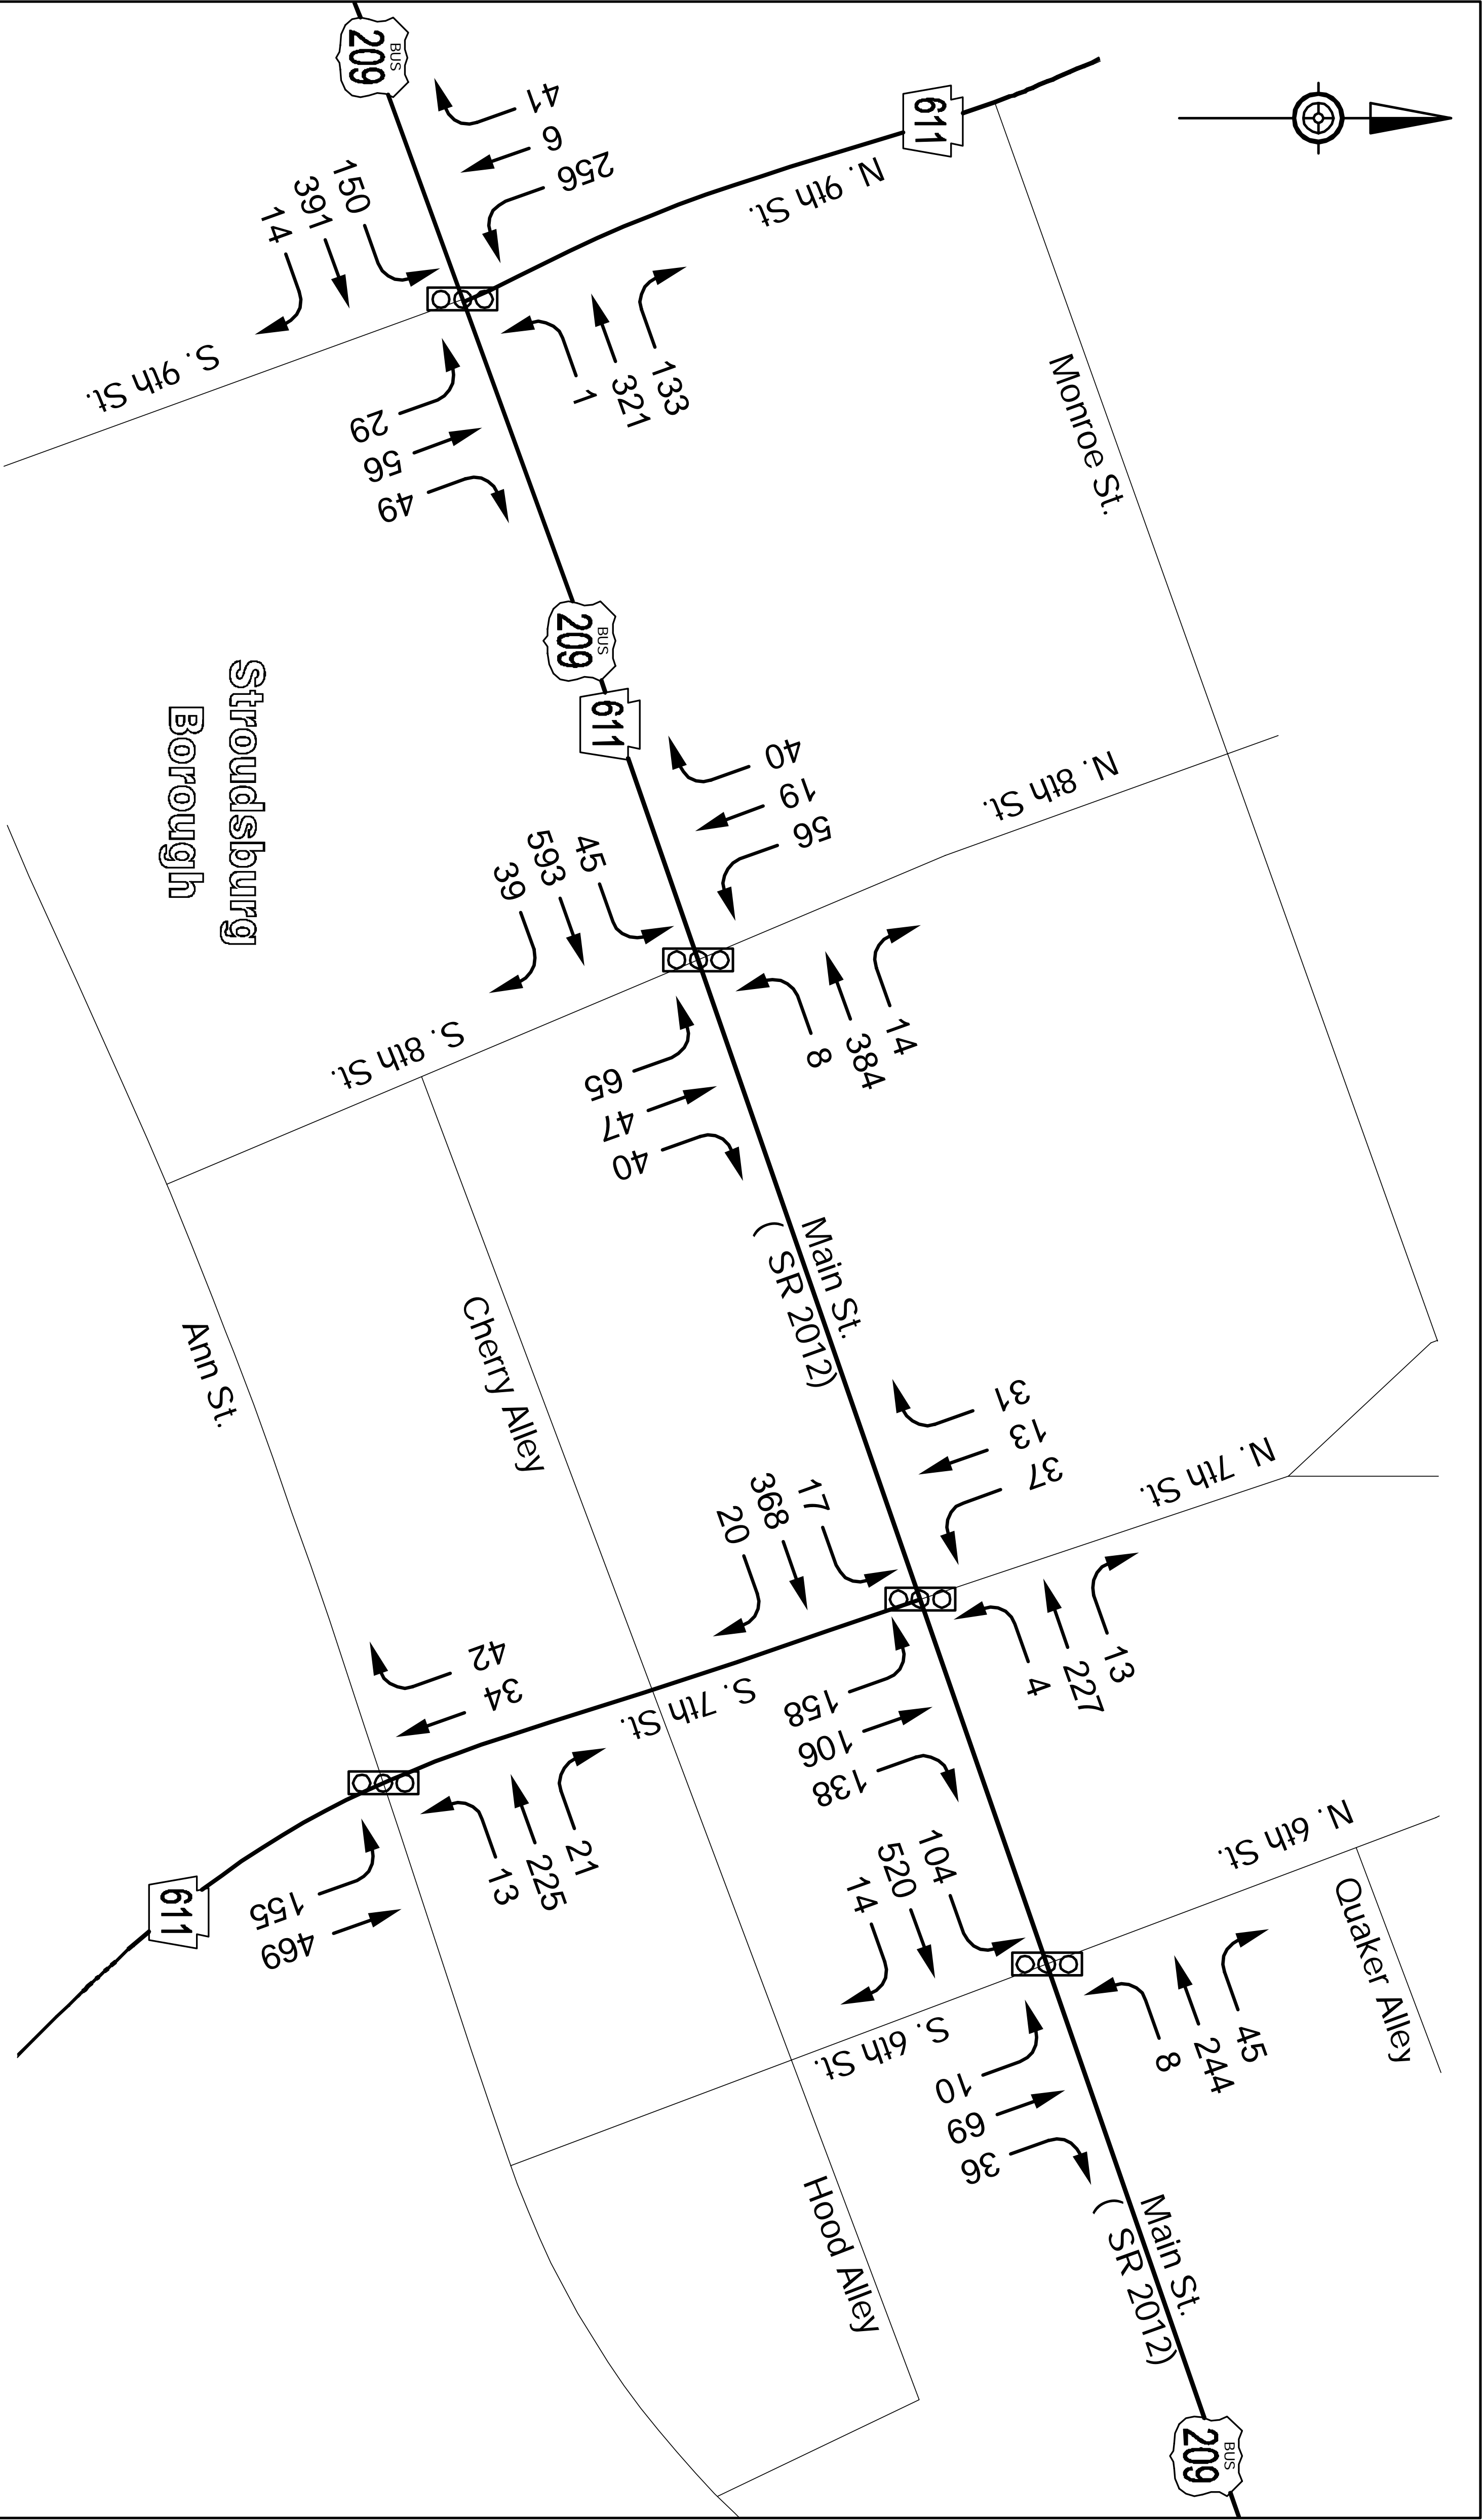 Monroe St.
Quaker Alley
611
N. 9th St.
N. 8th St.
N. 7th St.
N. 6th St.
41
6
256
133
321
1
150
391
14
29
56
49
S. 9th St.
BUS
209
BUS
209
611
40
19
56
14
384
8
45
593
39
65
47
40
S. 8th St.
Main St.
( SR 2012)
31
13
37
13
227
4
17
368
20
158
106
138
S. 7th St.
45
244
8
104
520
14
10
69
36
S. 6th St.
Main St.
( SR 2012)
BUS
209
Cherry Alley
Hood Alley
Ann St.
42
34
21
225
13
155
469
611
Stroudsburg
Borough